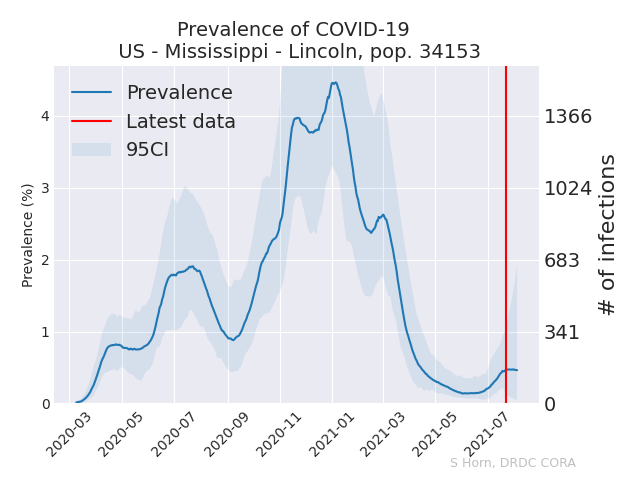 Prevalence of COVID-19
US - Mississippi - Lincoln, pop. 34153
Prevalence
Latest data
95CI
Prevalence (%)
4
3
2
1
0
1366
1024
683
341
0
# of infections
2020-03
2020-05
2020-07
2020-09
2020-11
2021-01
2021-03
2021-05
2021-07
S Horn, DRDC CORA